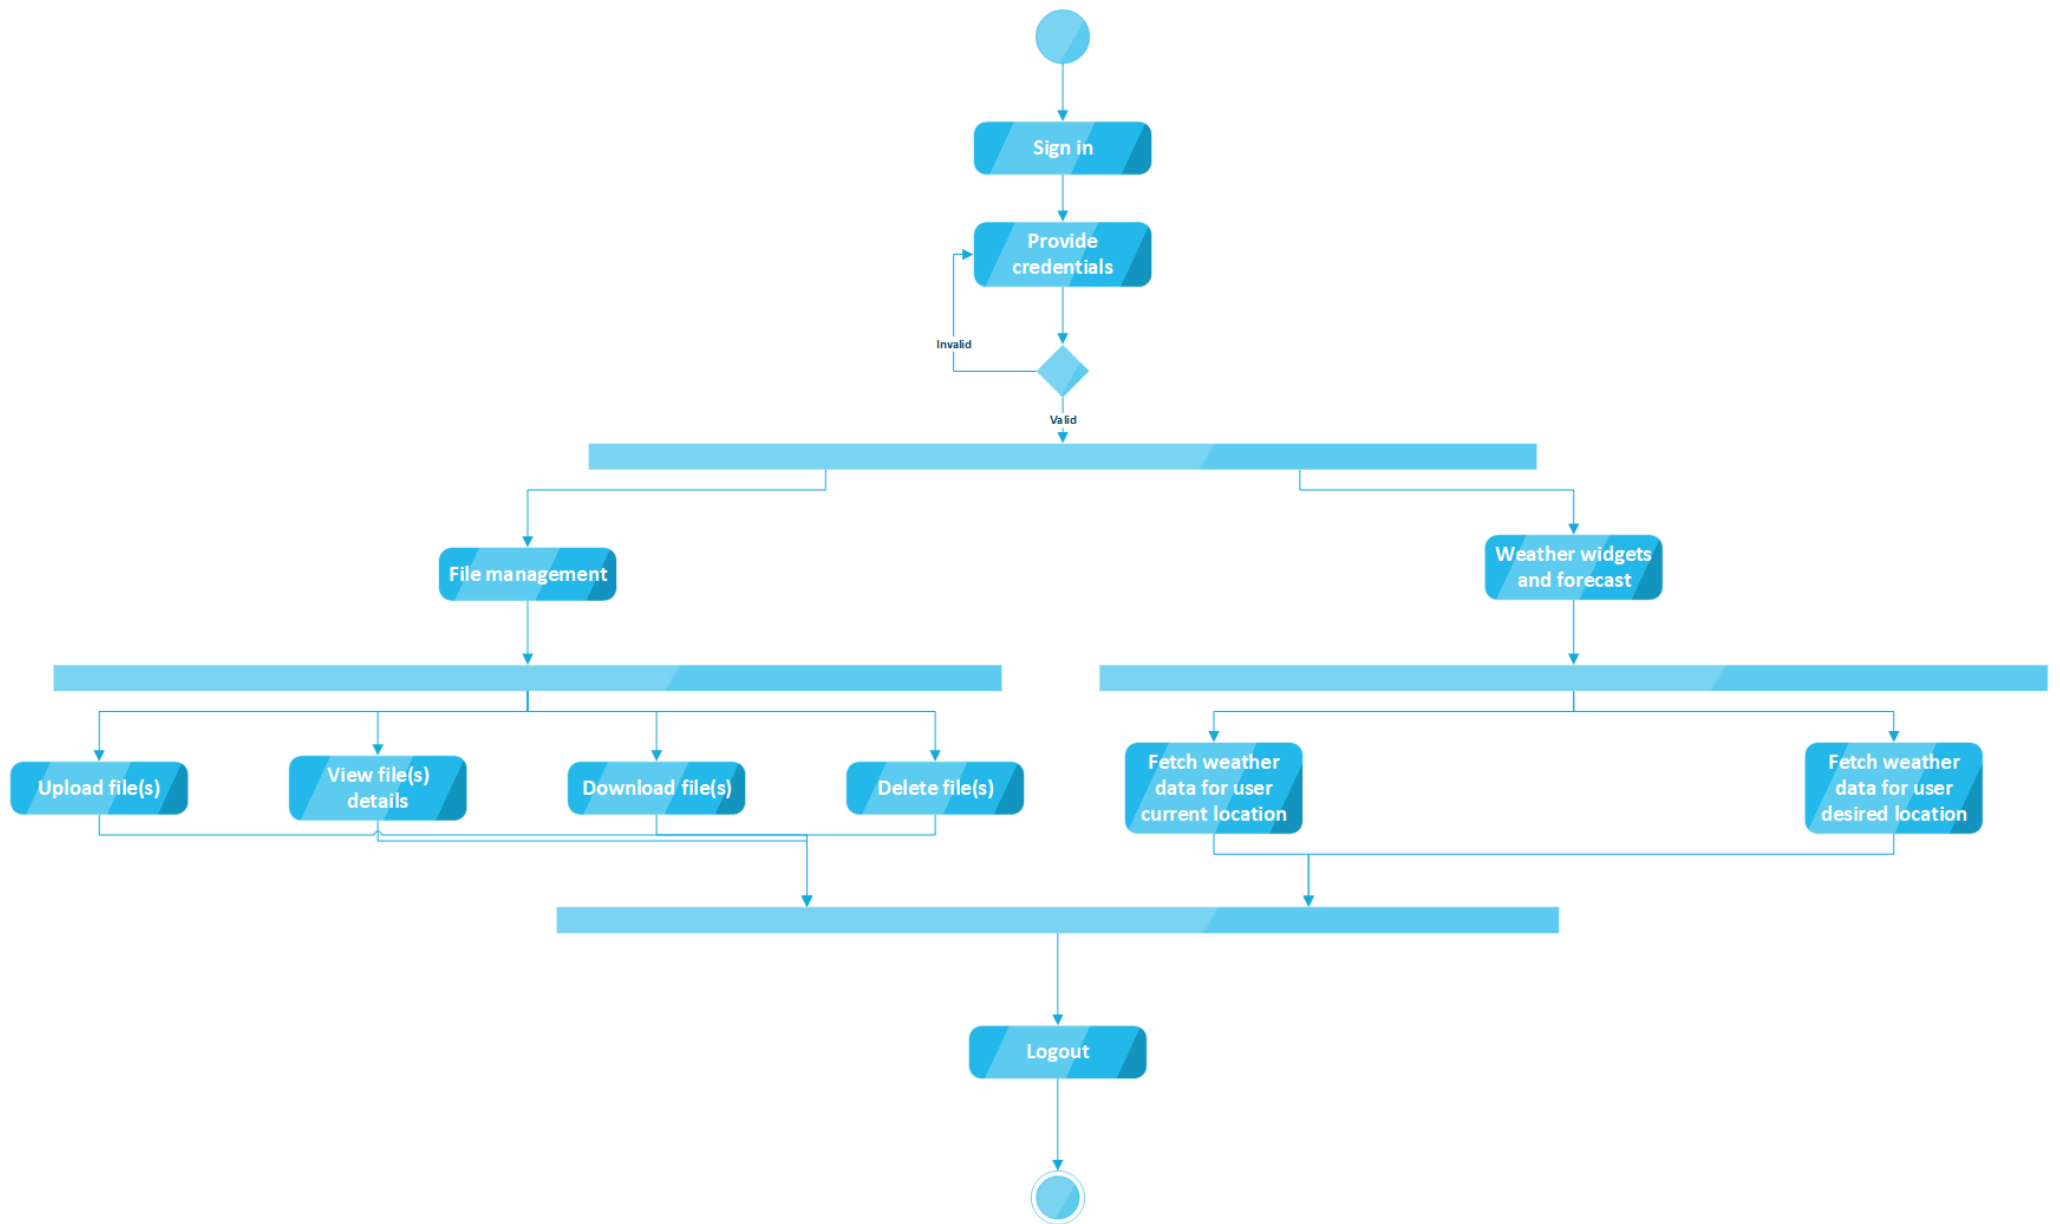 Sign in
Provide
credentials
Invalid
Valid
File management
Weather widgets
and forecast
Upload file(s)
View file(s)
details
Download file(s)
Delete file(s)
Fetch weather
data for user
current location
Fetch weather
data for user
desired location
Logout